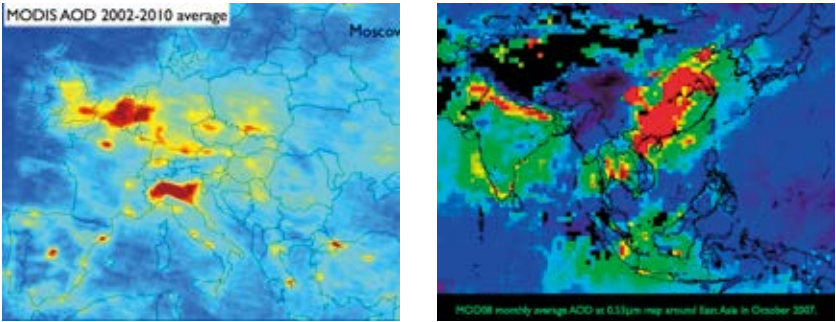 MODIS AOD 2002-2010 average
Moscow
MOD08 monthly average AOD at 0.55μm map around East Asia in October 2007.